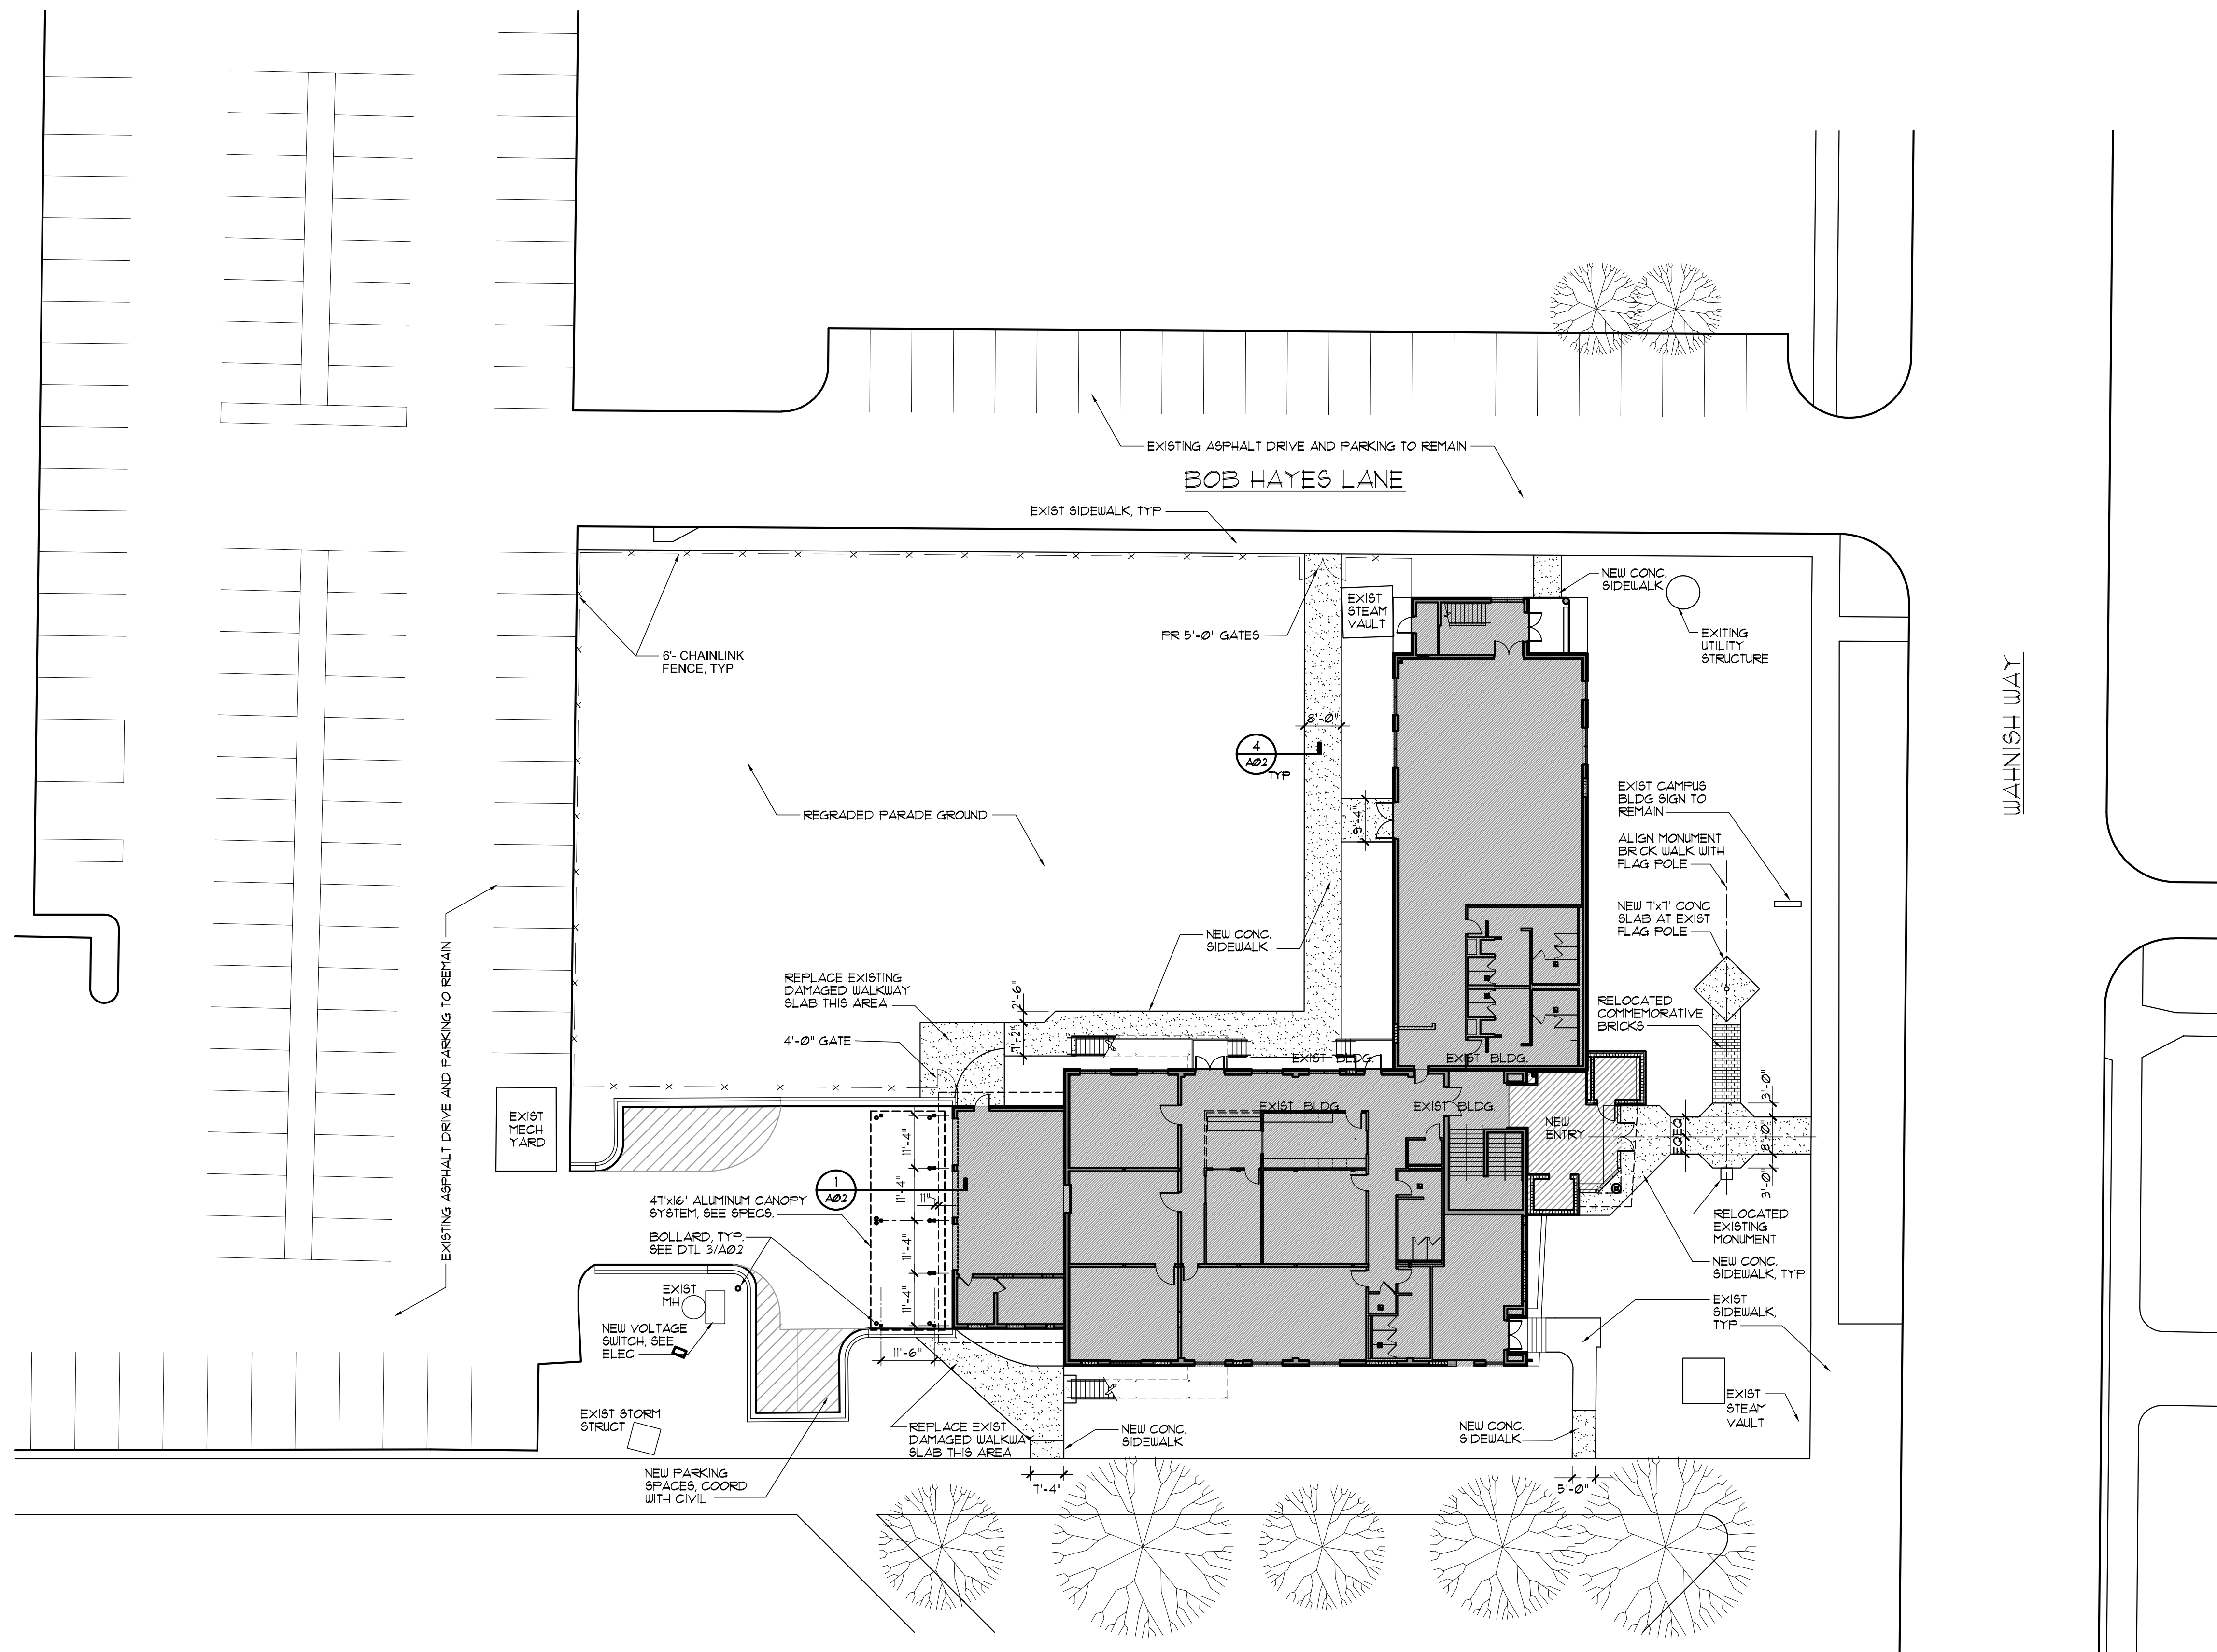 EXISTING ASPHALT DRIVE AND PARKING TO REMAIN
BOB HAYES LANE
EXIST SIDEWALK, TYP
NEW CONC.
SIDEWALK
EXIST
STEAM
VAULT
PR 5'-0" GATES
EXITING
UTILITY
STRUCTURE
6'- CHAINLINK
FENCE, TYP
WAHNISH WAY
8'-0"
4
A02
TYP
REGRADED PARADE GROUND
9'-4"
EXIST CAMPUS
BLDG SIGN TO
REMAIN
ALIGN MONUMENT
BRICK WALK WITH
FLAG POLE
NEW 7'x7' CONC
SLAB AT EXIST
FLAG POLE
NEW CONC.
SIDEWALK
REPLACE EXISTING
DAMAGED WALKWAY
SLAB THIS AREA
2'-6"
7'-2"
4'-0" GATE
RELOCATED
COMMEMORATIVE
BRICKS
EXISTING ASPHALT DRIVE AND PARKING TO REMAIN
EXIST BLDG.
EXIST BLDG.
EXIST BLDG.
EXIST BLDG.
EXIST
MECH
YARD
NEW
ENTRY
EQ
EQ
3'-0"
8'-0"
3'-0"
11'-4"
11'-4"
11"
11'-4"
11'-4"
1
A02
47'x16' ALUMINUM CANOPY
SYSTEM, SEE SPECS.
BOLLARD, TYP.
SEE DTL 3/A02
RELOCATED
EXISTING
MONUMENT
NEW CONC.
SIDEWALK, TYP
EXIST
MH
EXIST
SIDEWALK,
TYP
NEW VOLTAGE
SWITCH, SEE
ELEC
11'-6"
EXIST
STEAM
VAULT
EXIST STORM
STRUCT
REPLACE EXIST
DAMAGED WALKWA
SLAB THIS AREA
NEW CONC.
SIDEWALK
NEW CONC.
SIDEWALK
NEW PARKING
SPACES, COORD
WITH CIVIL
7'-4"
5'-0"